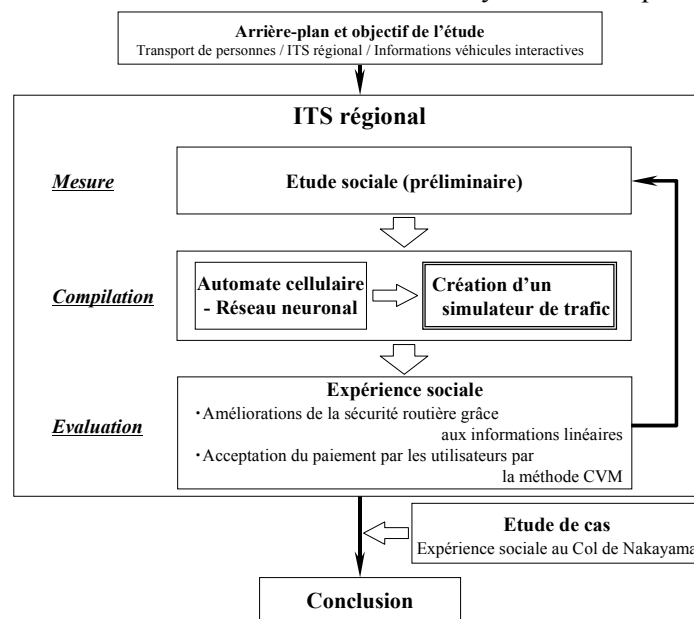 Arrière-plan et objectif de l'étude
Transport de personnes / ITS régional / Informations véhicules interactives
ITS régional
Mesure
Etude sociale (préliminaire)
Compilation
Automate cellulaire
- Réseau neuronal
Création d'un
simulateur de trafic
Evaluation
Expérience sociale
・Améliorations de la sécurité routière grâce
aux informations linéaires
・Acceptation du paiement par les utilisateurs par
la méthode CVM
Etude de cas
Expérience sociale au Col de Nakayama
Conclusion